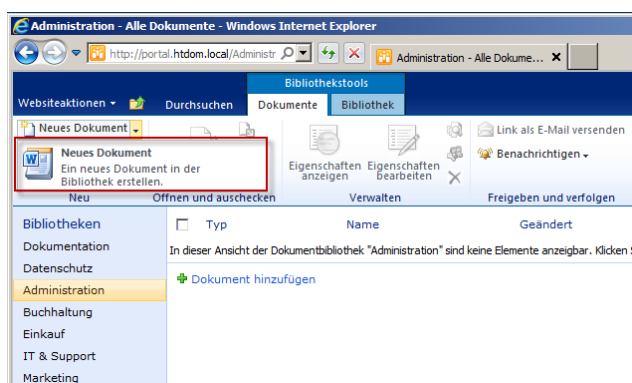 Administration - Alle Dokumente - Windows Internet Explorer
http://portal.htdom.local/Administr
Administration - Alle Dokume...
Bibliothekstools
Websiteaktionen
Durchsuchen
Dokumente
Bibliothek
Neues Dokument
Neues Dokument
Ein neues Dokument in der
Bibliothek erstellen.
Eigenschaften anzeigen
Eigenschaften bearbeiten
Link als E-Mail versenden
Benachrichtigen
Neu
Öffnen und auschecken
Verwalten
Freigeben und verfolgen
Bibliotheken
Dokumentation
Datenschutz
Administration
Buchhaltung
Einkauf
IT & Support
Marketing
Typ
Name
Geändert
In dieser Ansicht der Dokumentbibliothek "Administration" sind keine Elemente anzeigbar. Klicken
Dokument hinzufügen